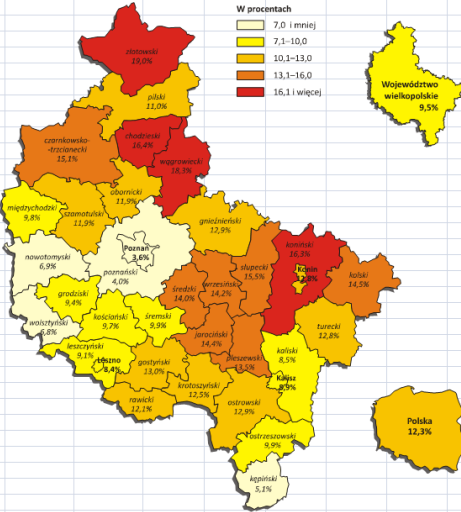 W procentach
7,0 i mniej
7,1–10,0
10,1–13,0
13,1–16,0
16,1 i więcej
złotowski
19,0%
pilski
11,0%
Województwo
wielkopolskie
9,5%
czarnkowsko-
-trzcianecki
15,1%
chodzieski
16,4%
wągrowiecki
18,3%
międzychodzki
9,8%
szamotulski
11,9%
obornicki
11,9%
gnieźnieński
12,9%
nowotomyski
6,9%
Poznań
3,6%
poznański
4,0%
koniński
16,3%
Konin
12,0%
kolski
14,5%
słupecki
15,5%
wrzesiński
14,2%
średzki
14,0%
grodziski
9,4%
wolsztyński
6,8%
kościański
9,7%
śremski
9,9%
jarociński
14,4%
turecki
12,8%
leszczyński
9,1%
Leszno
8,4%
gostyński
13,0%
pleszewski
13,5%
kaliski
8,5%
Kalisz
8,9%
krotoszyński
12,5%
rawicki
12,1%
ostrowski
12,9%
ostrzeszowski
9,9%
kępiński
5,1%
Polska
12,3%